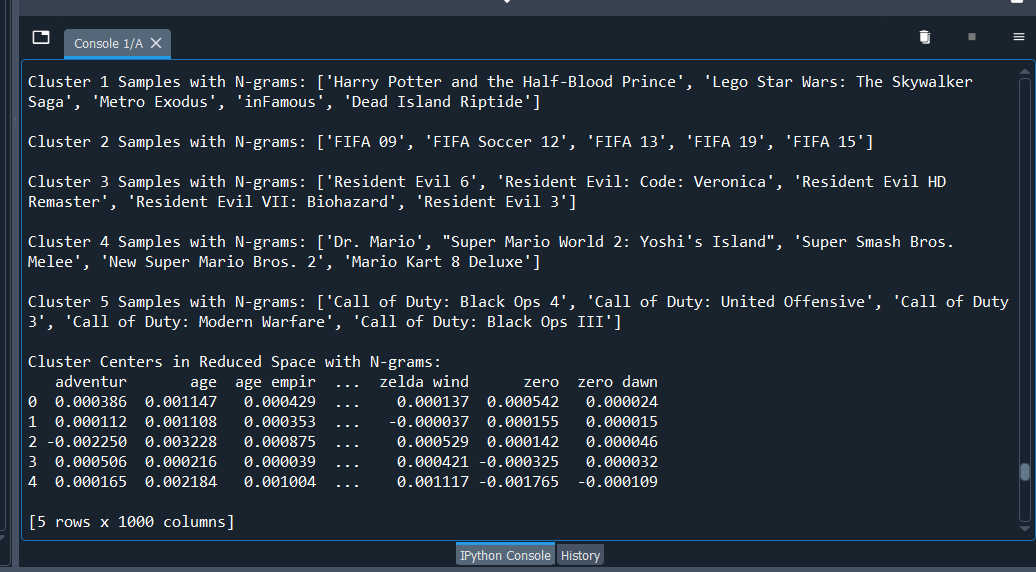 Console 1/A
Cluster 1 Samples with N-grams: ['Harry Potter and the Half-Blood Prince', 'Lego Star Wars: The Skywalker
Saga', 'Metro Exodus', 'inFamous', 'Dead Island Riptide']
Cluster 2 Samples with N-grams: ['FIFA 09', 'FIFA Soccer 12', 'FIFA 13', 'FIFA 19', 'FIFA 15']
Cluster 3 Samples with N-grams: ['Resident Evil 6', 'Resident Evil: Code: Veronica', 'Resident Evil HD
Remaster', 'Resident Evil VII: Biohazard', 'Resident Evil 3']
Cluster 4 Samples with N-grams: ['Dr. Mario', "Super Mario World 2: Yoshi's Island", 'Super Smash Bros.
Melee', 'New Super Mario Bros. 2', 'Mario Kart 8 Deluxe']
Cluster 5 Samples with N-grams: ['Call of Duty: Black Ops 4', 'Call of Duty: United Offensive', 'Call of Duty
3', 'Call of Duty: Modern Warfare', 'Call of Duty: Black Ops III']
Cluster Centers in Reduced Space with N-grams:
adventur age age empir ... zelda wind zero zero dawn
0 0.000386 0.001147 0.000429 ... 0.000137 0.000542 0.000024
1 0.000112 0.001108 0.000353 ... -0.000037 0.000155 0.000015
2 -0.002250 0.003228 0.000875 ... 0.000529 0.000142 0.000046
3 0.000506 0.000216 0.000039 ... 0.000421 -0.000325 0.000032
4 0.000165 0.002184 0.001004 ... 0.001117 -0.001765 -0.000109
[5 rows x 1000 columns]
IPython Console History